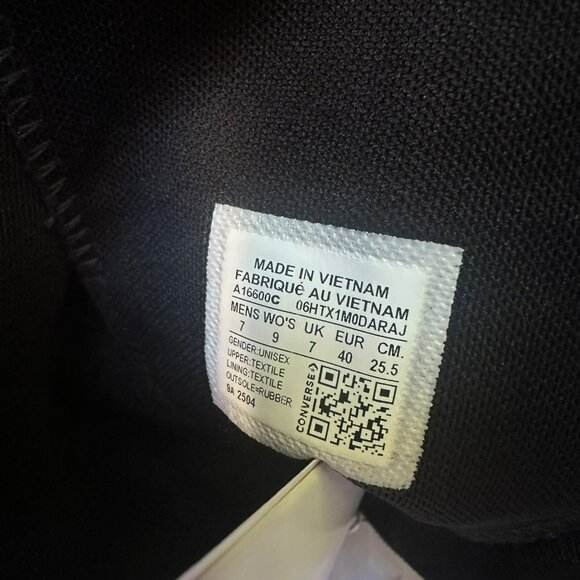 MADE IN VIETNAM
FABRIQUé AU VIETNAM
A16600C 06HTX1M0DARAJ
MENS WO'S UK EUR CM.
7 9 7 40 25.5
GENDER:UNISEX
UPPER:TEXTILE
LINING:TEXTILE
OUTSOLE=RUBBER
9A 2504
CONVERSE